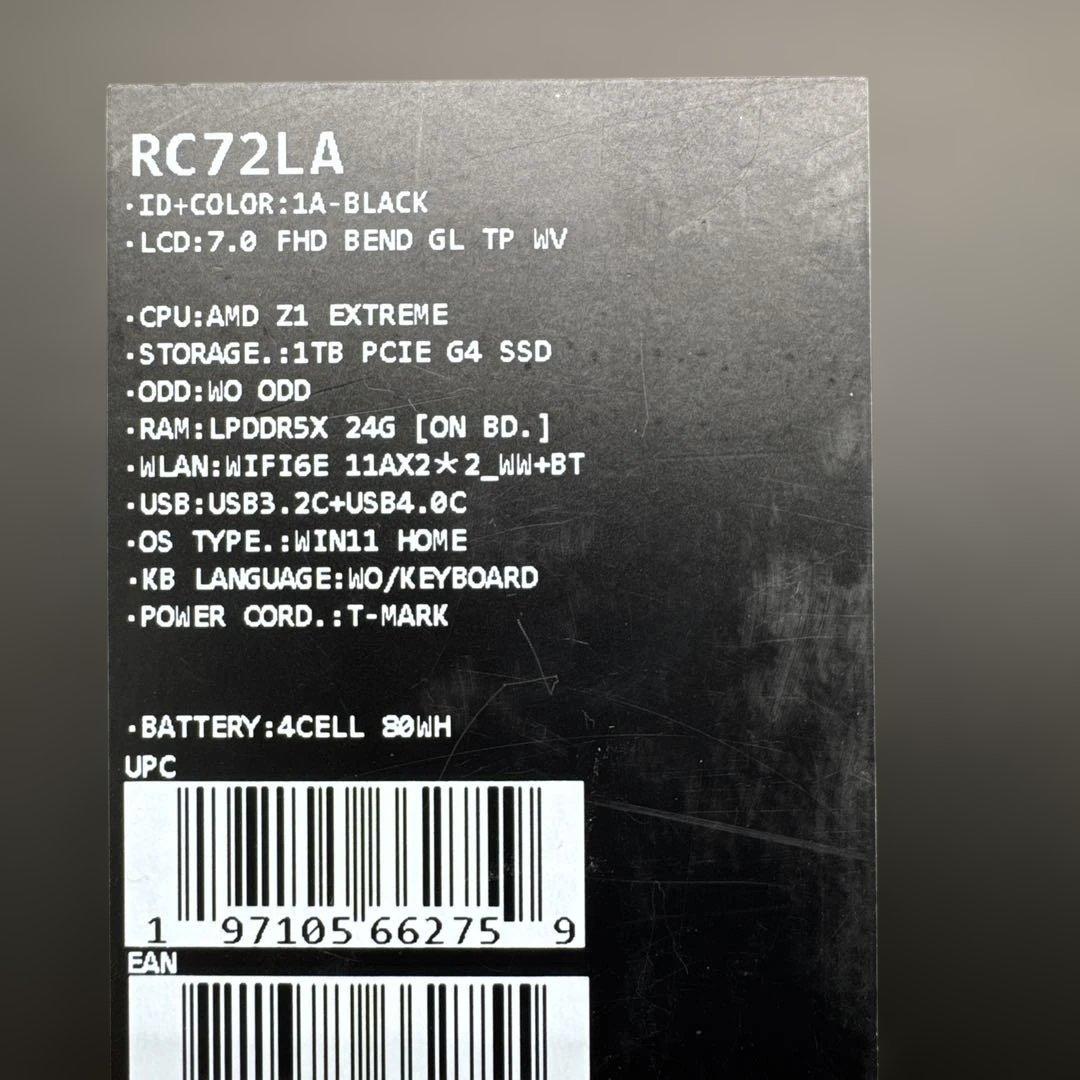 RC72LA
·ID+COLOR:1A-BLACK
·LCD:7.0 FHD BEND GL TP WV
·CPU:AMD Z1 EXTREME
·STORAGE.:1TB PCIE G4 SSD
·ODD:WO ODD
·RAM:LPDDR5X 24G [ON BD.]
·WLAN:WIFI6E 11AX2*2_WW+BT
·USB:USB3.2C+USB4.0C
·OS TYPE.:WIN11 HOME
·KB LANGUAGE:WO/KEYBOARD
·POWER CORD.:T-MARK
·BATTERY:4CELL 80WH
UPC
1 97105 66275 9
EAN